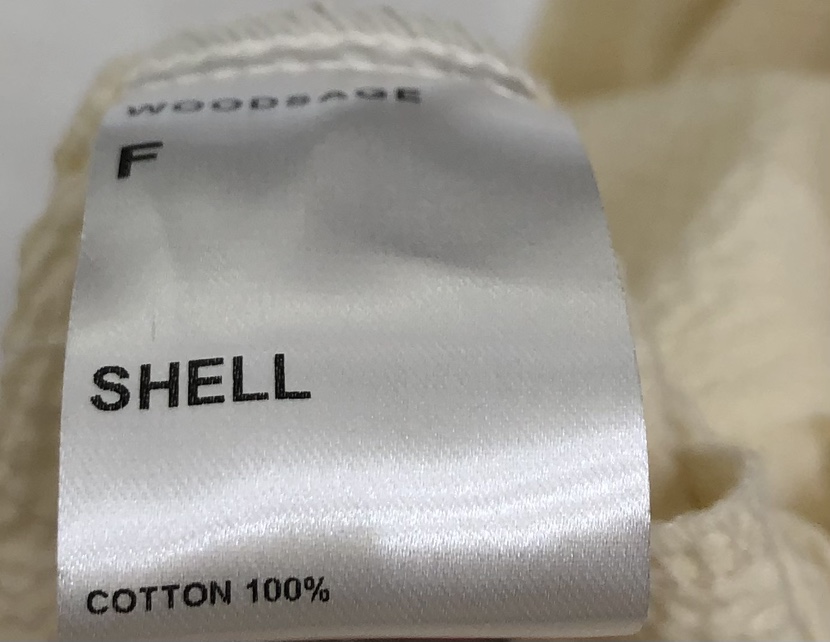 WOODSAGE
F
SHELL
COTTON 100%